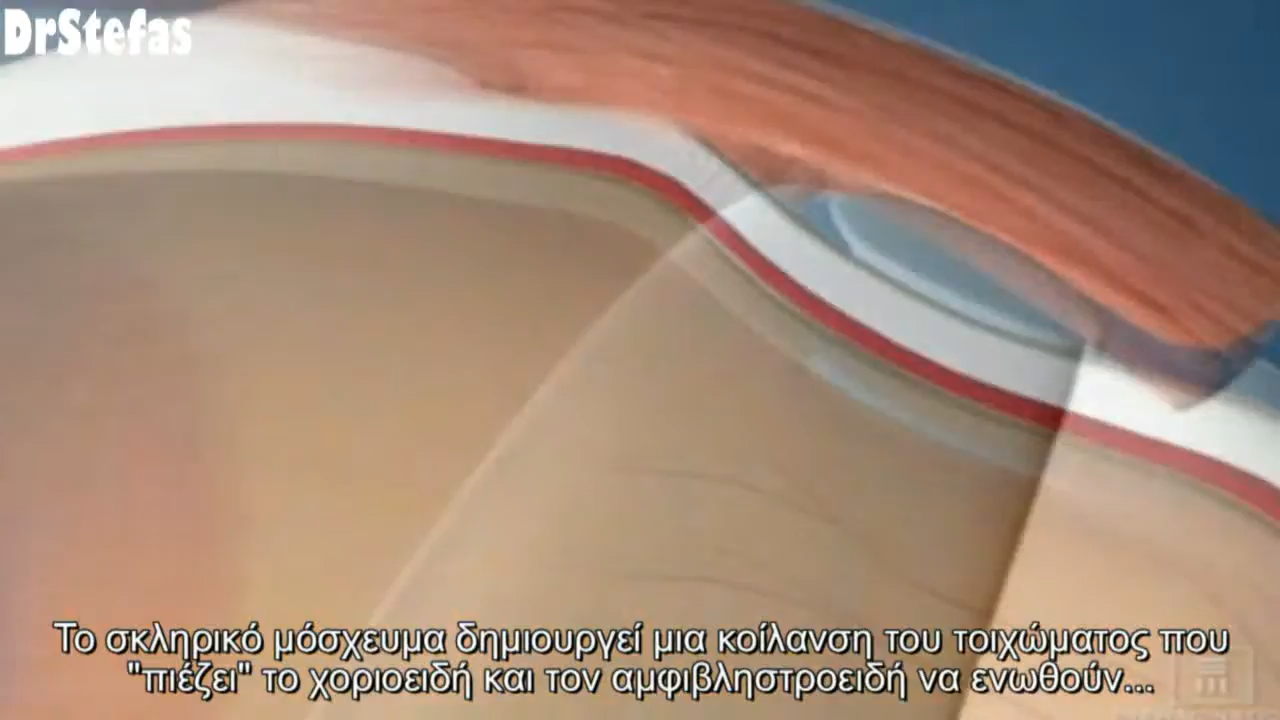 DrStefas
Το σκληρικό μόσχευμα δημιουργεί μια κοίλανση του τοιχώματος που
"πιέζει" το χοριοειδή και τον αμφιβληστροειδή να ενωθούν...